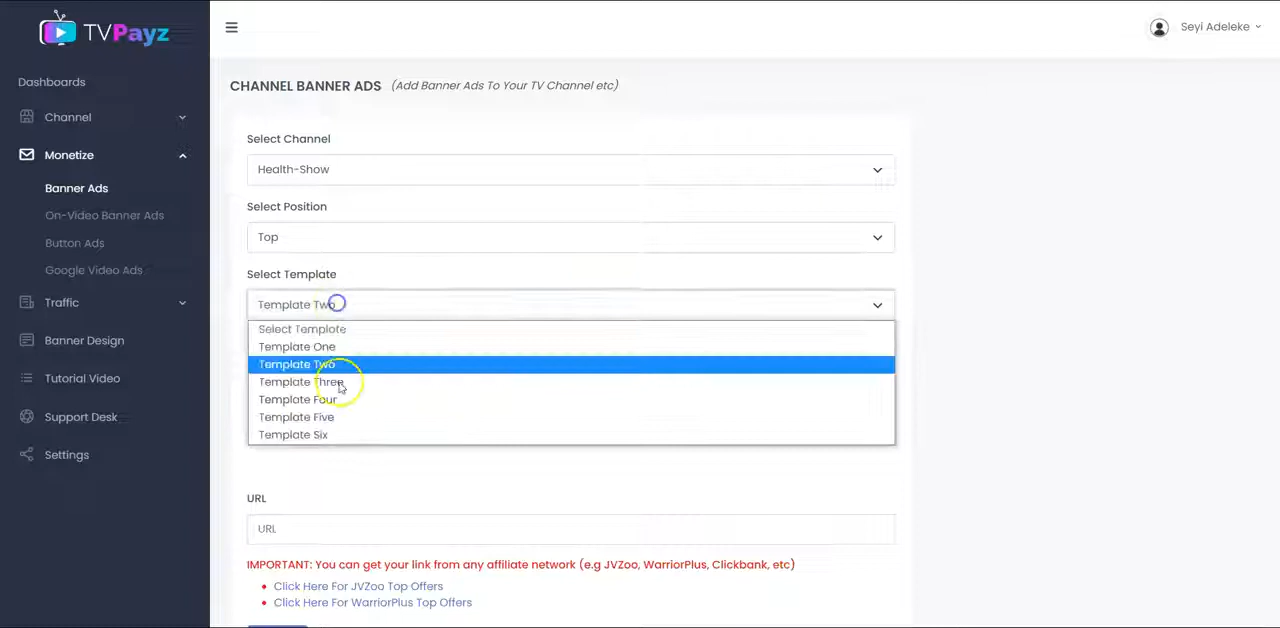 TVPayz
Seyi Adeleke
Dashboards
Channel
Monetize
Banner Ads
On-Video Banner Ads
Button Ads
Google Video Ads
Traffic
Banner Design
Tutorial Video
Support Desk
Settings
CHANNEL BANNER ADS (Add Banner Ads To Your TV Channel etc)
Select Channel
Health-Show
Select Position
Top
Select Template
Template Two
Select Template
Template One
Template Two
Template Three
Template Four
Template Five
Template Six
URL
URL
IMPORTANT: You can get your link from any affiliate network (e.g JVZoo, WarriorPlus, Clickbank, etc)
Click Here For JVZoo Top Offers
Click Here For WarriorPlus Top Offers